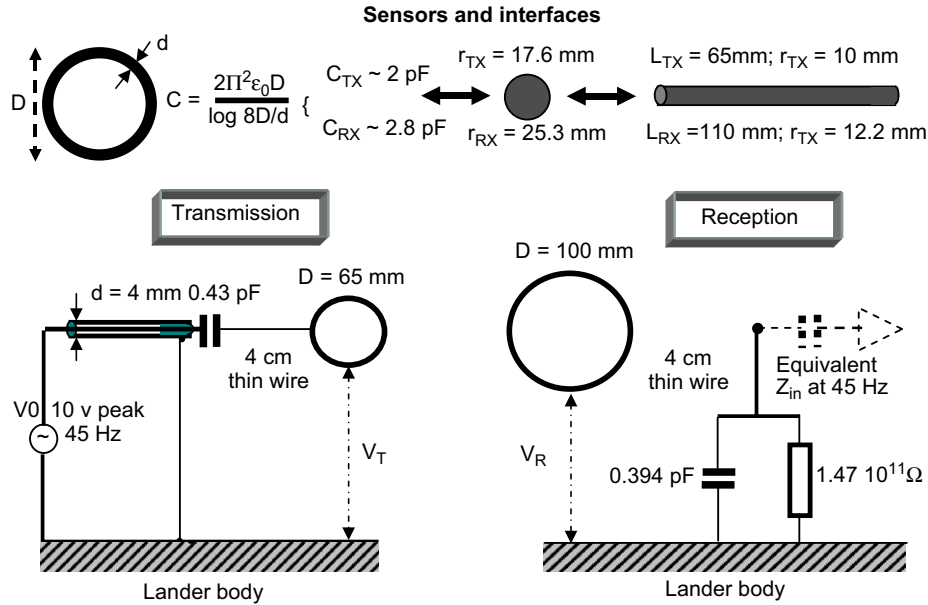 Sensors and interfaces
d
D
C = 2Π²ε₀D / log 8D/d {
C_TX ~ 2 pF
C_RX ~ 2.8 pF
r_TX = 17.6 mm
r_RX = 25.3 mm
L_TX = 65mm; r_TX = 10 mm
L_RX =110 mm; r_TX = 12.2 mm
Transmission
D = 65 mm
d = 4 mm 0.43 pF
4 cm
thin wire
V0 10 v peak
45 Hz
~
V_T
Lander body
Reception
D = 100 mm
4 cm
thin wire
Equivalent
Z_in at 45 Hz
V_R
0.394 pF
1.47 10¹¹Ω
Lander body